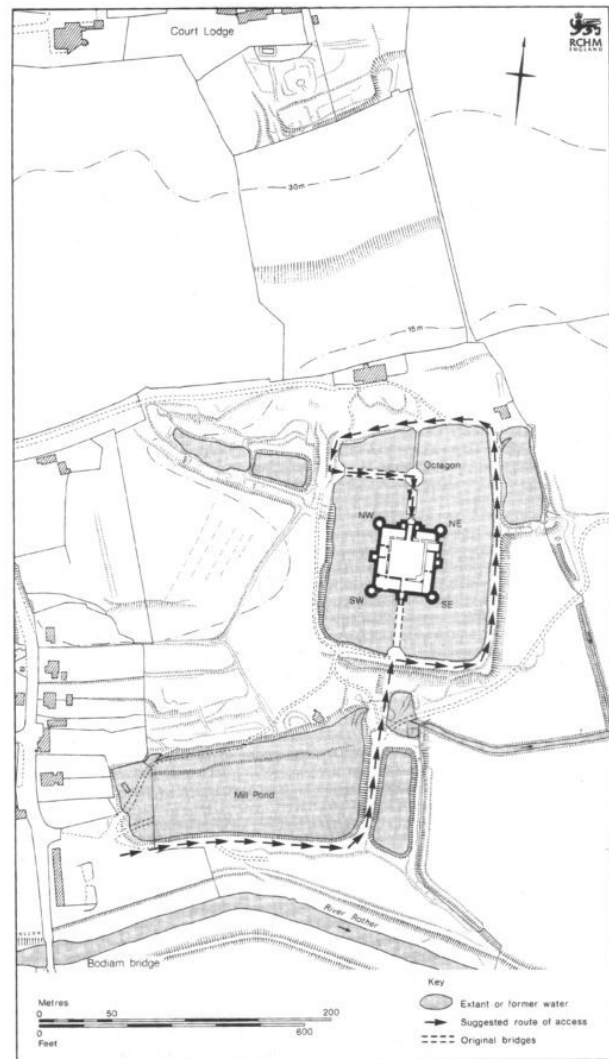 Court Lodge
RCHM
ENGLAND
30m
15m
Octagon
NW
NE
SW
SE
Mill Pond
River Rother
Bodiam bridge
Key
Extant or former water
Suggested route of access
Original bridges
Metres
0 50 200
0 600
Feet